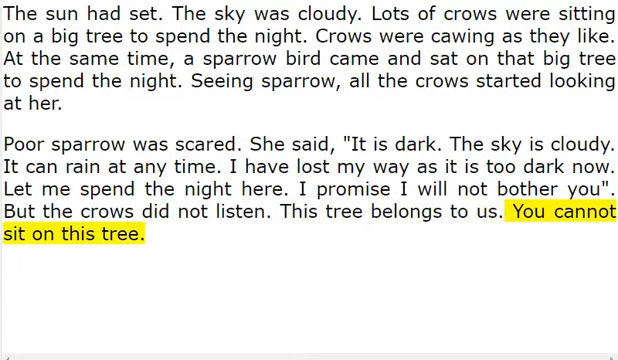 The sun had set. The sky was cloudy. Lots of crows were sitting
on a big tree to spend the night. Crows were cawing as they like.
At the same time, a sparrow bird came and sat on that big tree
to spend the night. Seeing sparrow, all the crows started looking
at her.
Poor sparrow was scared. She said, "It is dark. The sky is cloudy.
It can rain at any time. I have lost my way as it is too dark now.
Let me spend the night here. I promise I will not bother you".
But the crows did not listen. This tree belongs to us. You cannot
sit on this tree.